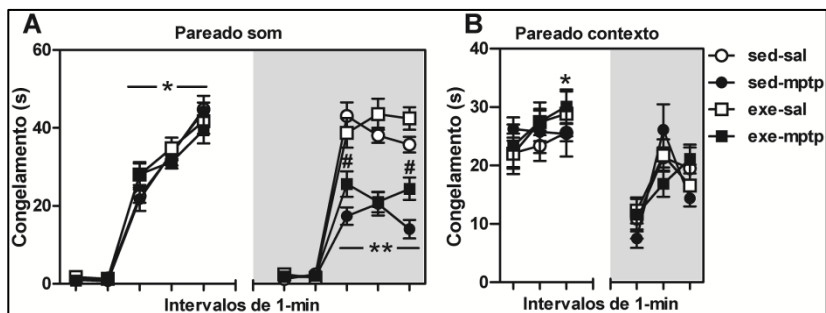 A
Pareado som
Congelamento (s)
60
40
20
0
*
#
#
**
Intervalos de 1-min
B
Pareado contexto
Congelamento (s)
40
30
20
10
0
*
Intervalos de 1-min
sed-sal
sed-mptp
exe-sal
exe-mptp